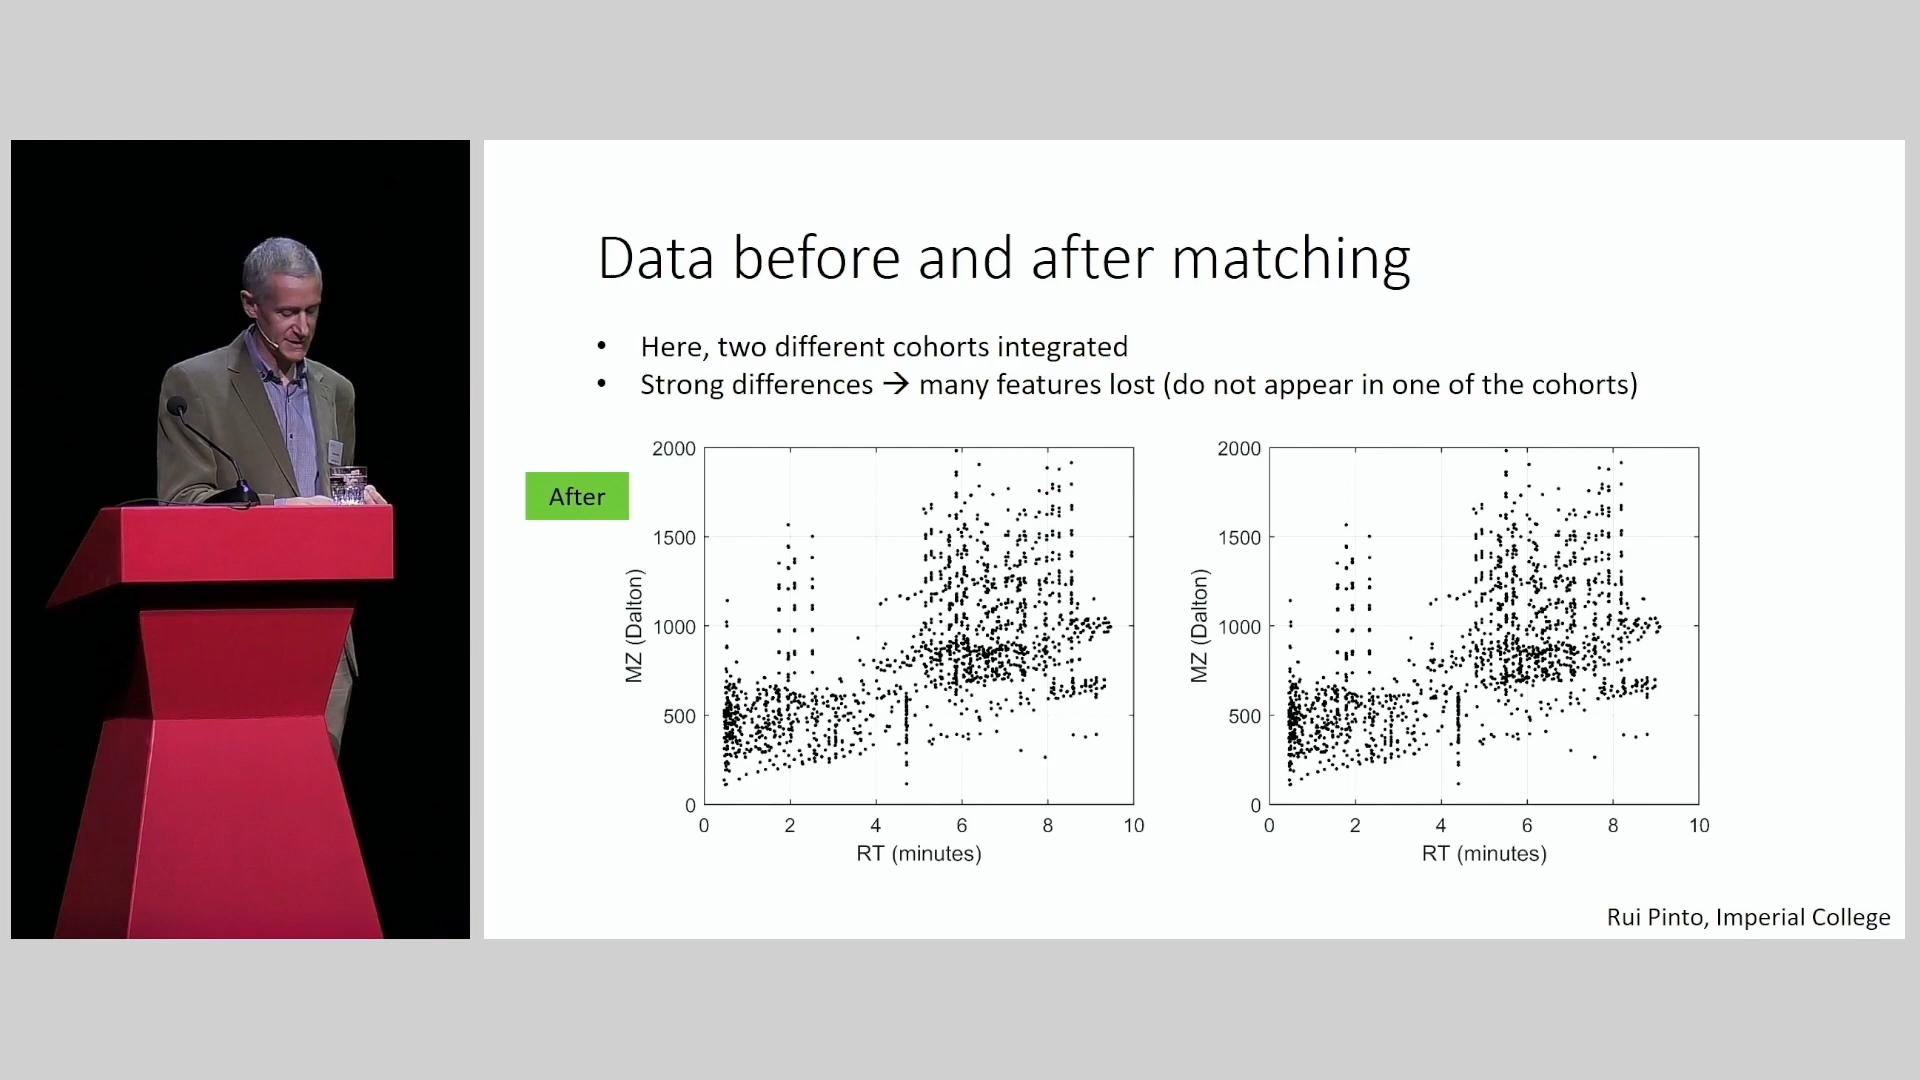 Data before and after matching
• Here, two different cohorts integrated
• Strong differences → many features lost (do not appear in one of the cohorts)
After
2000
1500
1000
500
0
MZ (Dalton)
0 2 4 6 8 10
RT (minutes)
2000
1500
1000
500
0
MZ (Dalton)
0 2 4 6 8 10
RT (minutes)
Rui Pinto, Imperial College